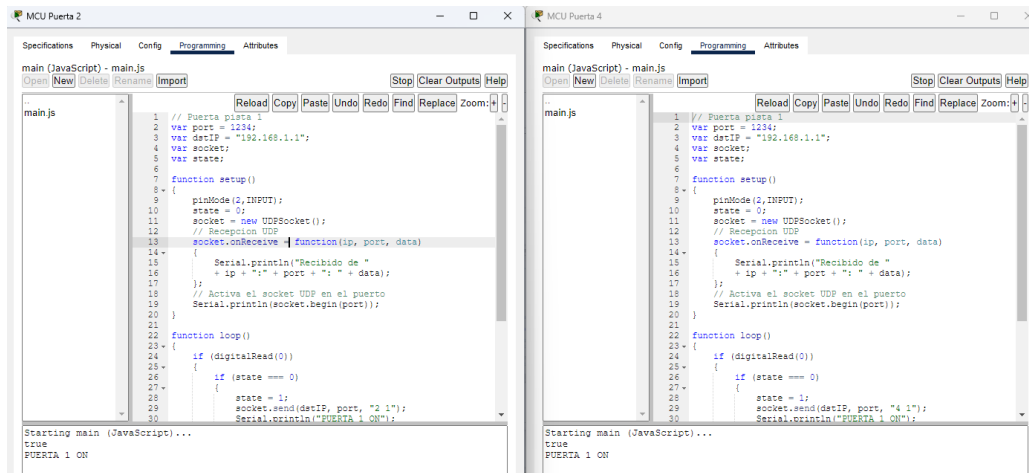 MCU Puerta 2
Specifications Physical Config Programming Attributes
main (JavaScript) - main.js
Open New Delete Rename Import Stop Clear Outputs Help
Reload Copy Paste Undo Redo Find Replace Zoom: + -
..
main.js
1 // Puerta pista 1
2 var port = 1234;
3 var dstIP = "192.168.1.1";
4 var socket;
5 var state;
6
7 function setup()
8 {
9 pinMode(2,INPUT);
10 state = 0;
11 socket = new UDPSocket();
12 // Recepcion UDP
13 socket.onReceive = function(ip, port, data)
14 {
15 Serial.println("Recibido de "
16 + ip + ":" + port + ": " + data);
17 };
18 // Activa el socket UDP en el puerto
19 Serial.println(socket.begin(port));
20 }
21
22 function loop()
23 {
24 if (digitalRead(0))
25 {
26 if (state === 0)
27 {
28 state = 1;
29 socket.send(dstIP, port, "2 1");
30 Serial.println("PUERTA 1 ON");
Starting main (JavaScript)...
true
PUERTA 1 ON
MCU Puerta 4
Specifications Physical Config Programming Attributes
main (JavaScript) - main.js
Open New Delete Rename Import Stop Clear Outputs Help
Reload Copy Paste Undo Redo Find Replace Zoom: + -
..
main.js
1 // Puerta pista 1
2 var port = 1234;
3 var dstIP = "192.168.1.1";
4 var socket;
5 var state;
6
7 function setup()
8 {
9 pinMode(2,INPUT);
10 state = 0;
11 socket = new UDPSocket();
12 // Recepcion UDP
13 socket.onReceive = function(ip, port, data)
14 {
15 Serial.println("Recibido de "
16 + ip + ":" + port + ": " + data);
17 };
18 // Activa el socket UDP en el puerto
19 Serial.println(socket.begin(port));
20 }
21
22 function loop()
23 {
24 if (digitalRead(0))
25 {
26 if (state === 0)
27 {
28 state = 1;
29 socket.send(dstIP, port, "4 1");
30 Serial.println("PUERTA 1 ON");
Starting main (JavaScript)...
true
PUERTA 1 ON